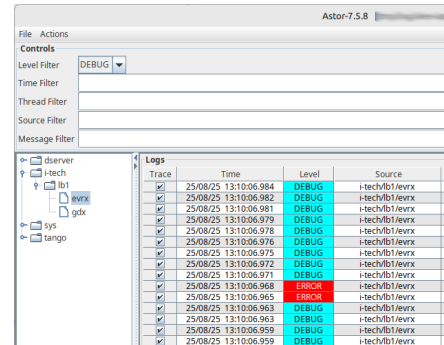 Astor-7.5.8
File Actions
Controls
Level Filter DEBUG
Time Filter
Thread Filter
Source Filter
Message Filter
dserver
i-tech
lb1
evrx
gdx
sys
tango
Logs
Trace Time Level Source
25/08/25 13:10:06.984 DEBUG i-tech/lb1/evrx
25/08/25 13:10:06.982 DEBUG i-tech/lb1/evrx
25/08/25 13:10:06.981 DEBUG i-tech/lb1/evrx
25/08/25 13:10:06.979 DEBUG i-tech/lb1/evrx
25/08/25 13:10:06.978 DEBUG i-tech/lb1/evrx
25/08/25 13:10:06.976 DEBUG i-tech/lb1/evrx
25/08/25 13:10:06.975 DEBUG i-tech/lb1/evrx
25/08/25 13:10:06.972 DEBUG i-tech/lb1/evrx
25/08/25 13:10:06.971 DEBUG i-tech/lb1/evrx
25/08/25 13:10:06.968 ERROR i-tech/lb1/evrx
25/08/25 13:10:06.965 ERROR i-tech/lb1/evrx
25/08/25 13:10:06.963 DEBUG i-tech/lb1/evrx
25/08/25 13:10:06.963 DEBUG i-tech/lb1/evrx
25/08/25 13:10:06.959 DEBUG i-tech/lb1/evrx
25/08/25 13:10:06.959 DEBUG i-tech/lb1/evrx